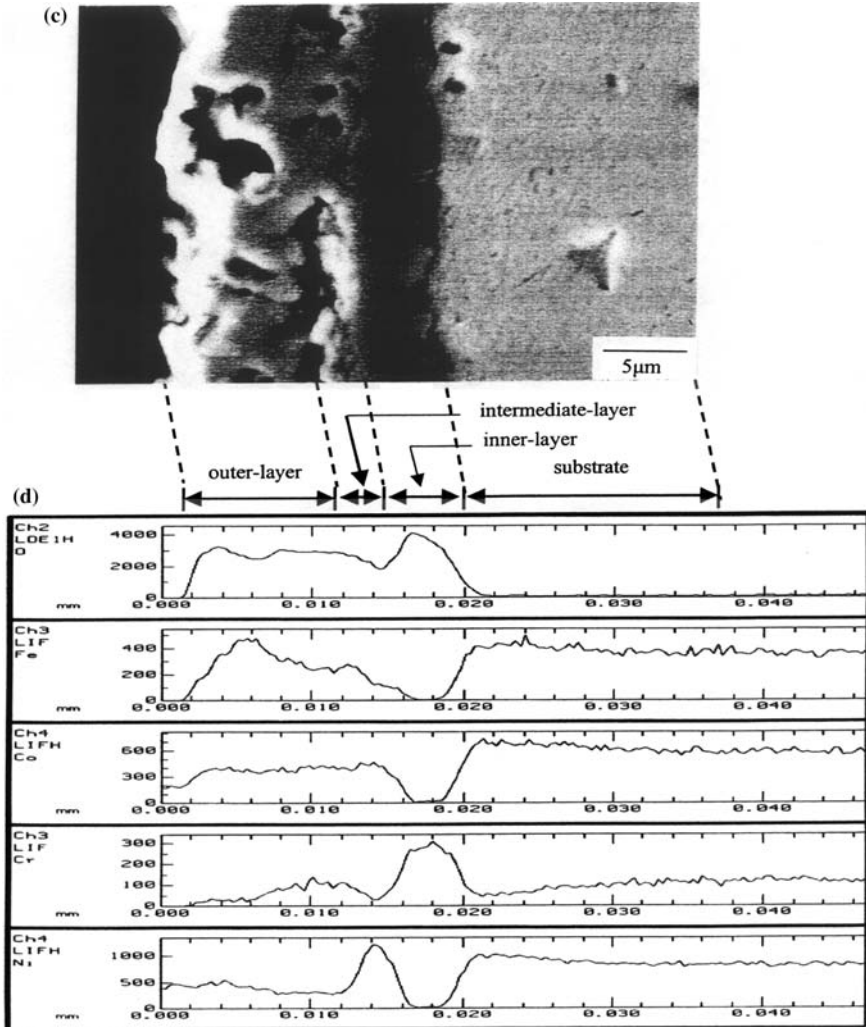 (c)
5μm
intermediate-layer
inner-layer
outer-layer
substrate
(d)
Ch2
LDE1H
O
4000
2000
0
mm
0.000
0.010
0.020
0.030
0.040
Ch3
LIF
Fe
400
200
0
mm
0.000
0.010
0.020
0.030
0.040
Ch4
LIFH
Co
600
300
0
mm
0.000
0.010
0.020
0.030
0.040
Ch3
LIF
Cr
300
200
100
0
mm
0.000
0.010
0.020
0.030
0.040
Ch4
LIFH
Ni
1000
500
0
mm
0.000
0.010
0.020
0.030
0.040